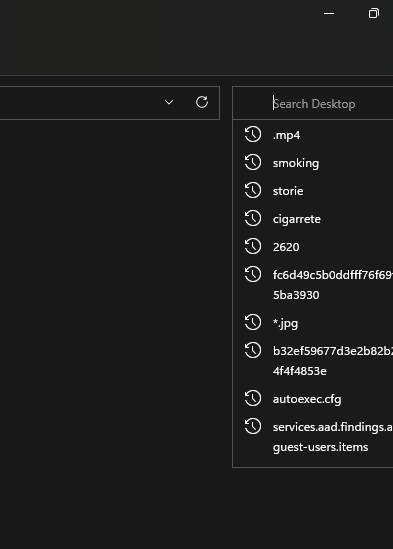 Search Desktop
.mp4
smoking
storie
cigarrete
2620
fc6d49c5b0ddfff76f69
5ba3930
*.jpg
b32ef59677d3e2b82b2
4f4f4853e
autoexec.cfg
services.aad.findings.a
guest-users.items